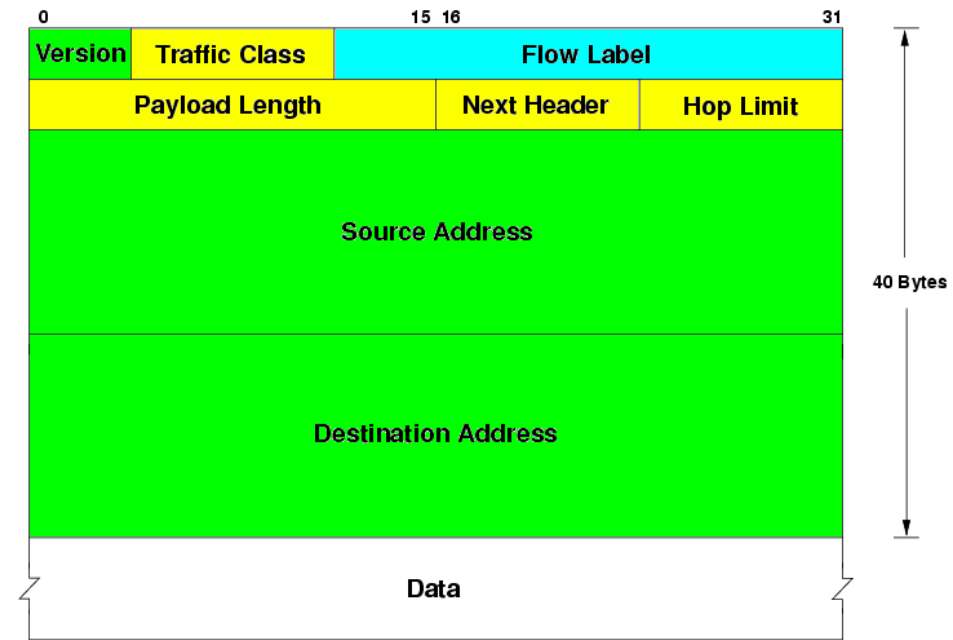 0 15 16 31
Version Traffic Class Flow Label
Payload Length Next Header Hop Limit
Source Address
40 Bytes
Destination Address
Data